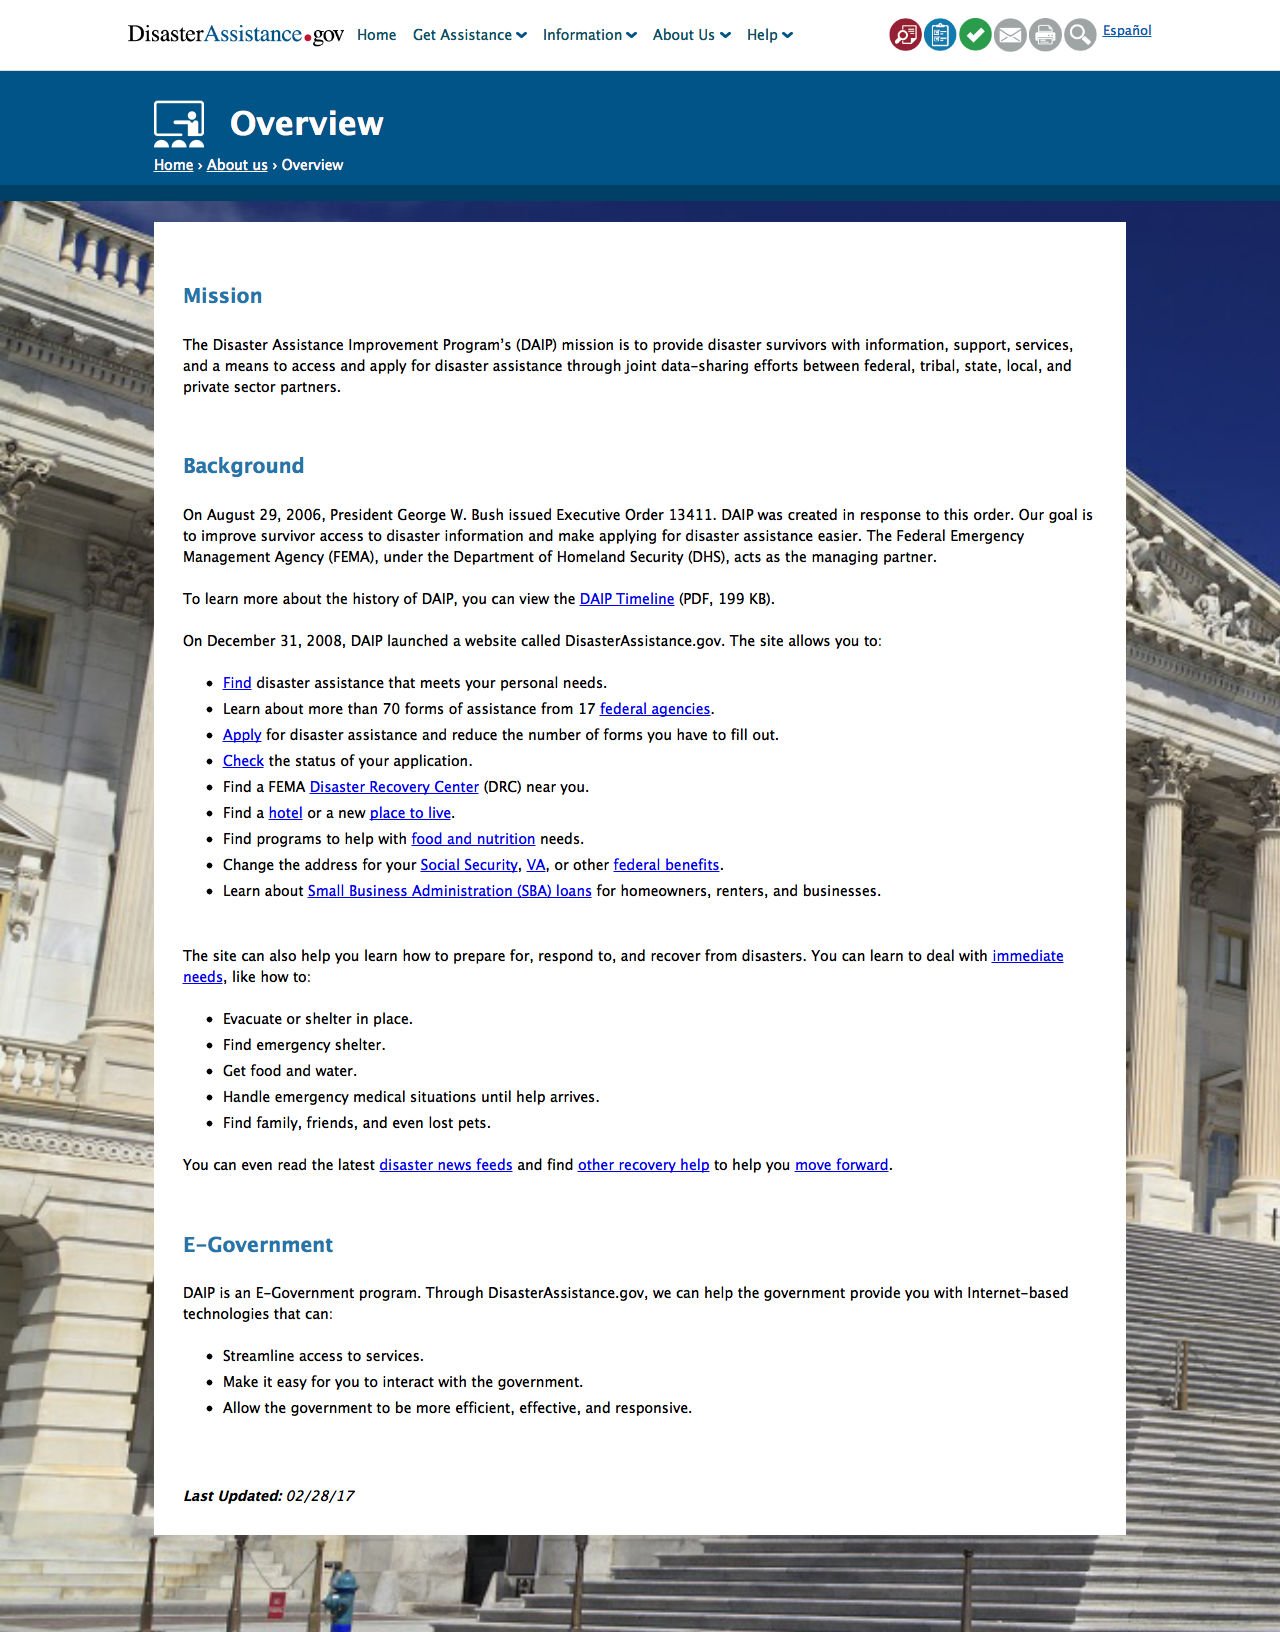 DisasterAssistance.gov Home Get Assistance Information About Us Help Español
Overview
Home › About us › Overview
Mission
The Disaster Assistance Improvement Program’s (DAIP) mission is to provide disaster survivors with information, support, services,
and a means to access and apply for disaster assistance through joint data-sharing efforts between federal, tribal, state, local, and
private sector partners.
Background
On August 29, 2006, President George W. Bush issued Executive Order 13411. DAIP was created in response to this order. Our goal is
to improve survivor access to disaster information and make applying for disaster assistance easier. The Federal Emergency
Management Agency (FEMA), under the Department of Homeland Security (DHS), acts as the managing partner.
To learn more about the history of DAIP, you can view the DAIP Timeline (PDF, 199 KB).
On December 31, 2008, DAIP launched a website called DisasterAssistance.gov. The site allows you to:
• Find disaster assistance that meets your personal needs.
• Learn about more than 70 forms of assistance from 17 federal agencies.
• Apply for disaster assistance and reduce the number of forms you have to fill out.
• Check the status of your application.
• Find a FEMA Disaster Recovery Center (DRC) near you.
• Find a hotel or a new place to live.
• Find programs to help with food and nutrition needs.
• Change the address for your Social Security, VA, or other federal benefits.
• Learn about Small Business Administration (SBA) loans for homeowners, renters, and businesses.
The site can also help you learn how to prepare for, respond to, and recover from disasters. You can learn to deal with immediate
needs, like how to:
• Evacuate or shelter in place.
• Find emergency shelter.
• Get food and water.
• Handle emergency medical situations until help arrives.
• Find family, friends, and even lost pets.
You can even read the latest disaster news feeds and find other recovery help to help you move forward.
E-Government
DAIP is an E-Government program. Through DisasterAssistance.gov, we can help the government provide you with Internet-based
technologies that can:
• Streamline access to services.
• Make it easy for you to interact with the government.
• Allow the government to be more efficient, effective, and responsive.
Last Updated: 02/28/17